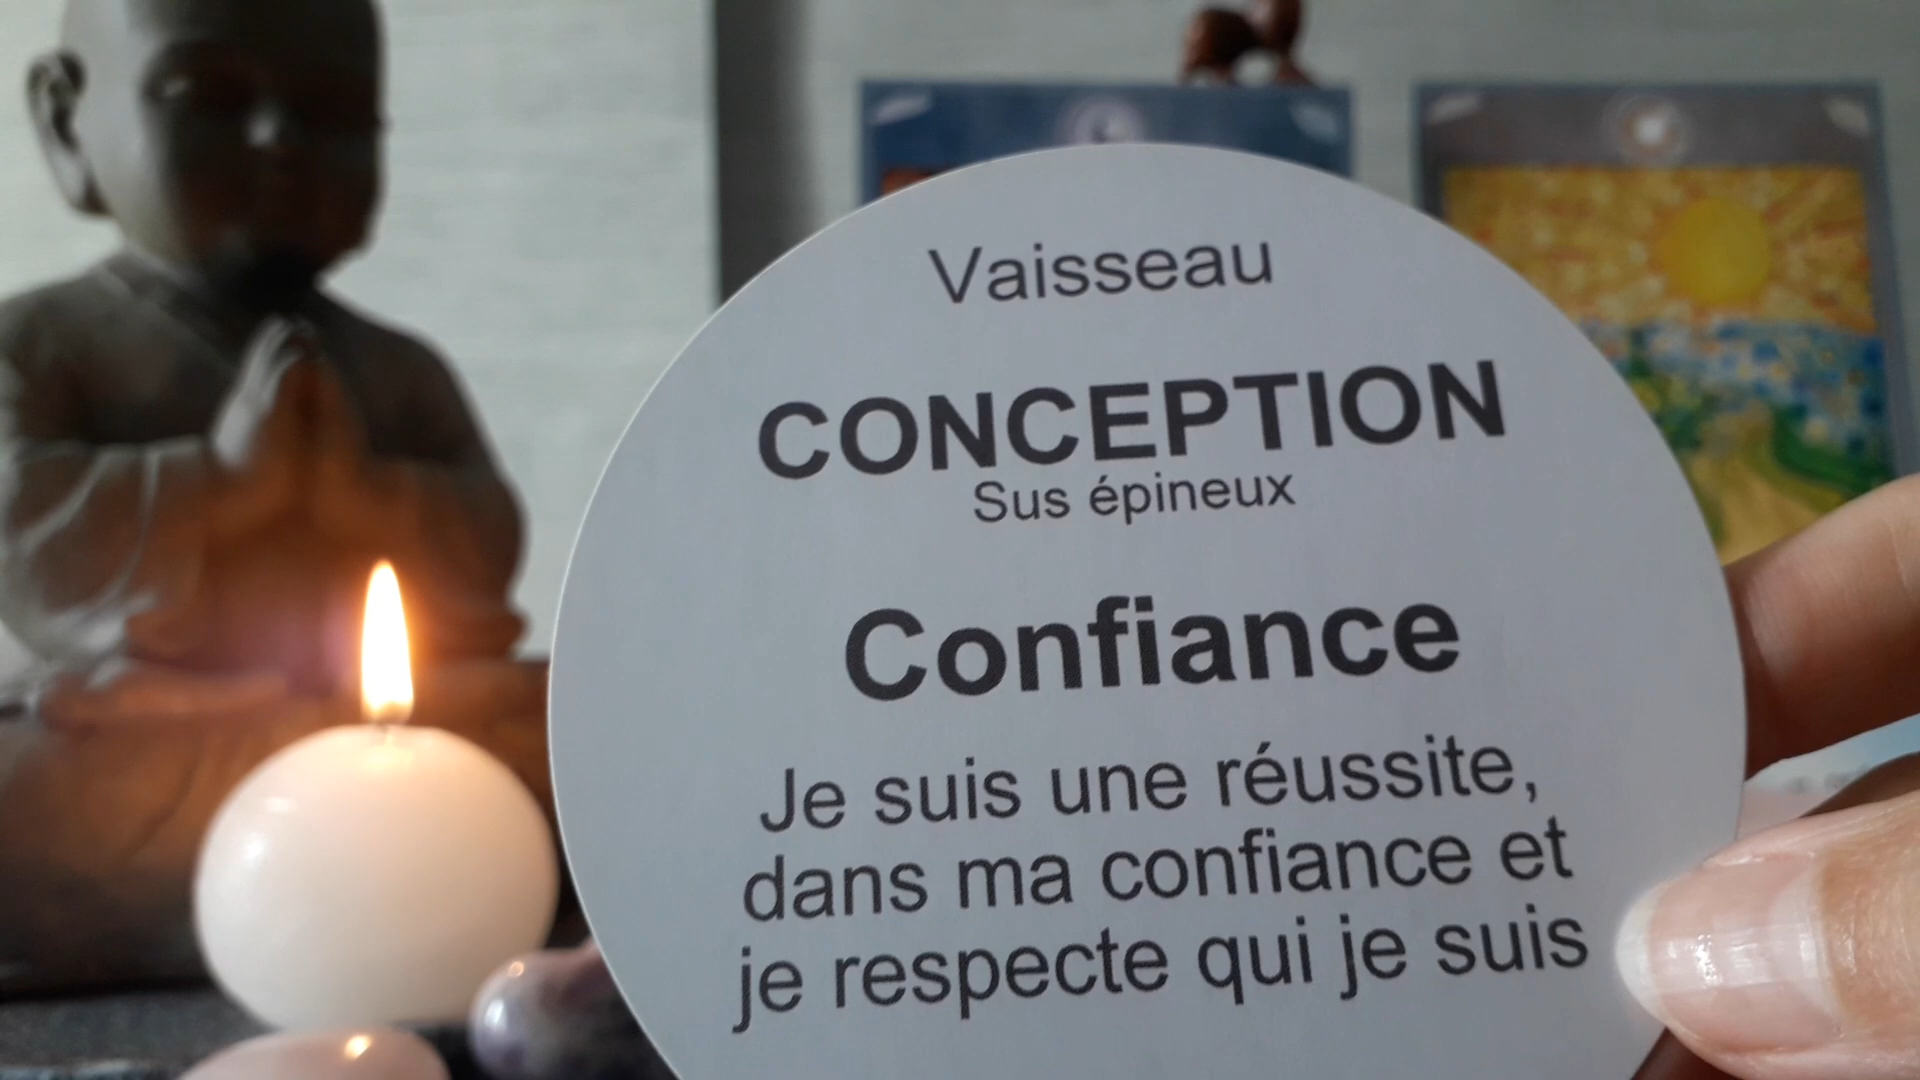 Vaisseau
CONCEPTION
Sus épineux
Confiance
Je suis une réussite,
dans ma confiance et
je respecte qui je suis